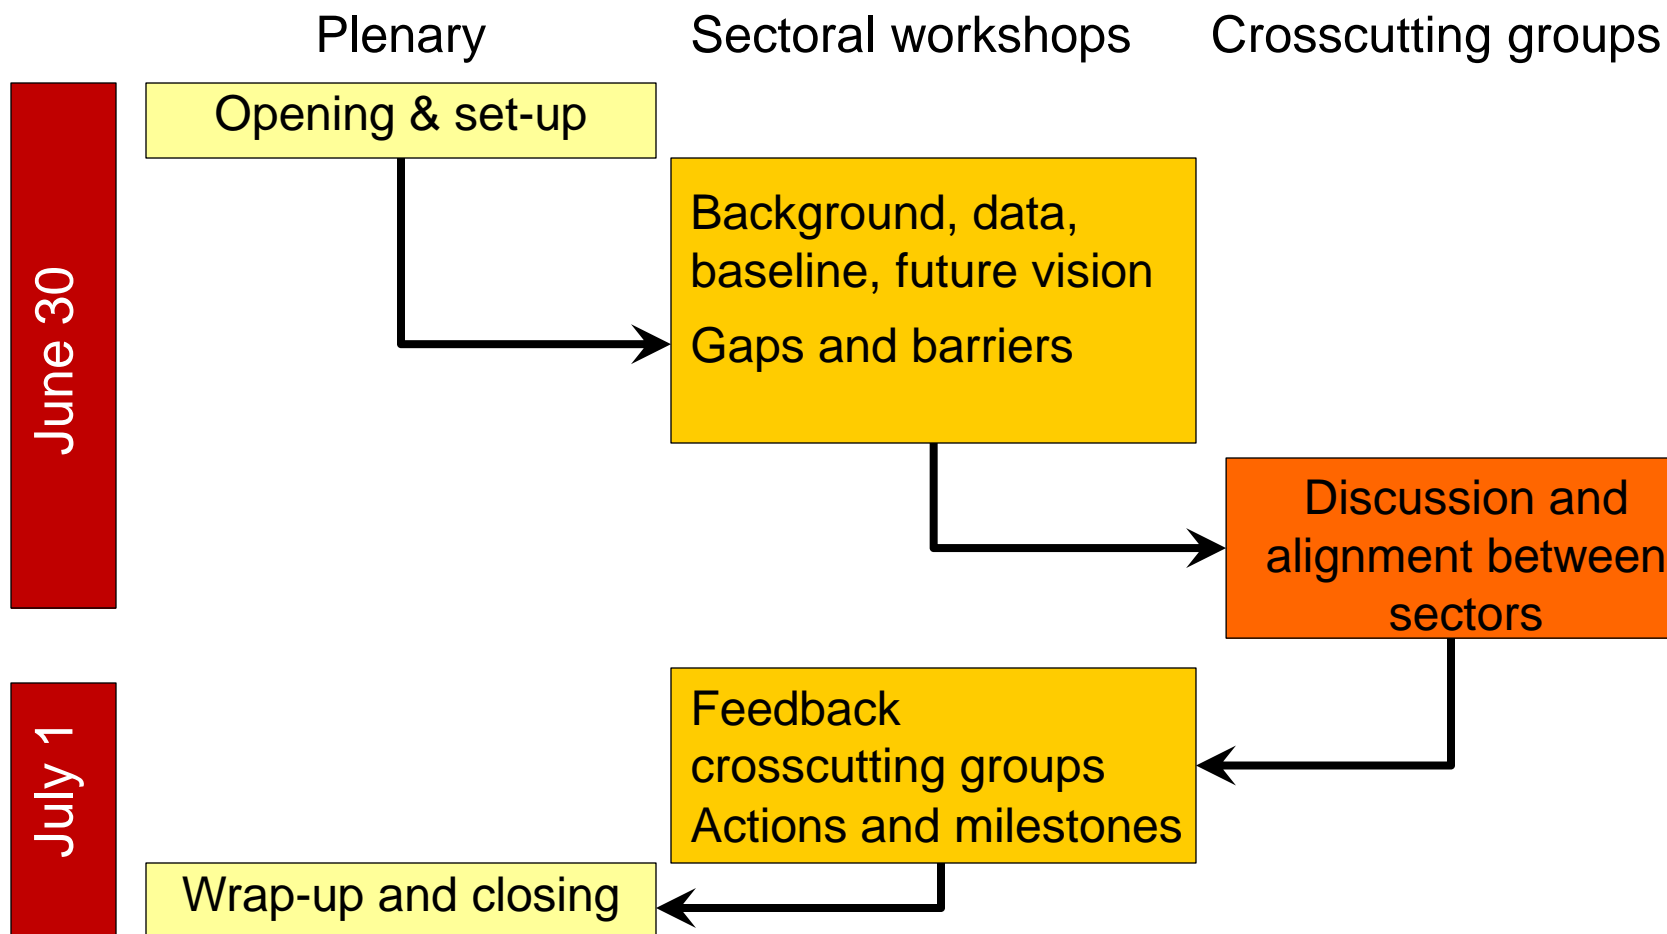 Plenary
Sectoral workshops
Crosscutting groups
June 30
Opening & set-up
Background, data,
baseline, future vision
Gaps and barriers
Discussion and
alignment between
sectors
July 1
Feedback
crosscutting groups
Actions and milestones
Wrap-up and closing